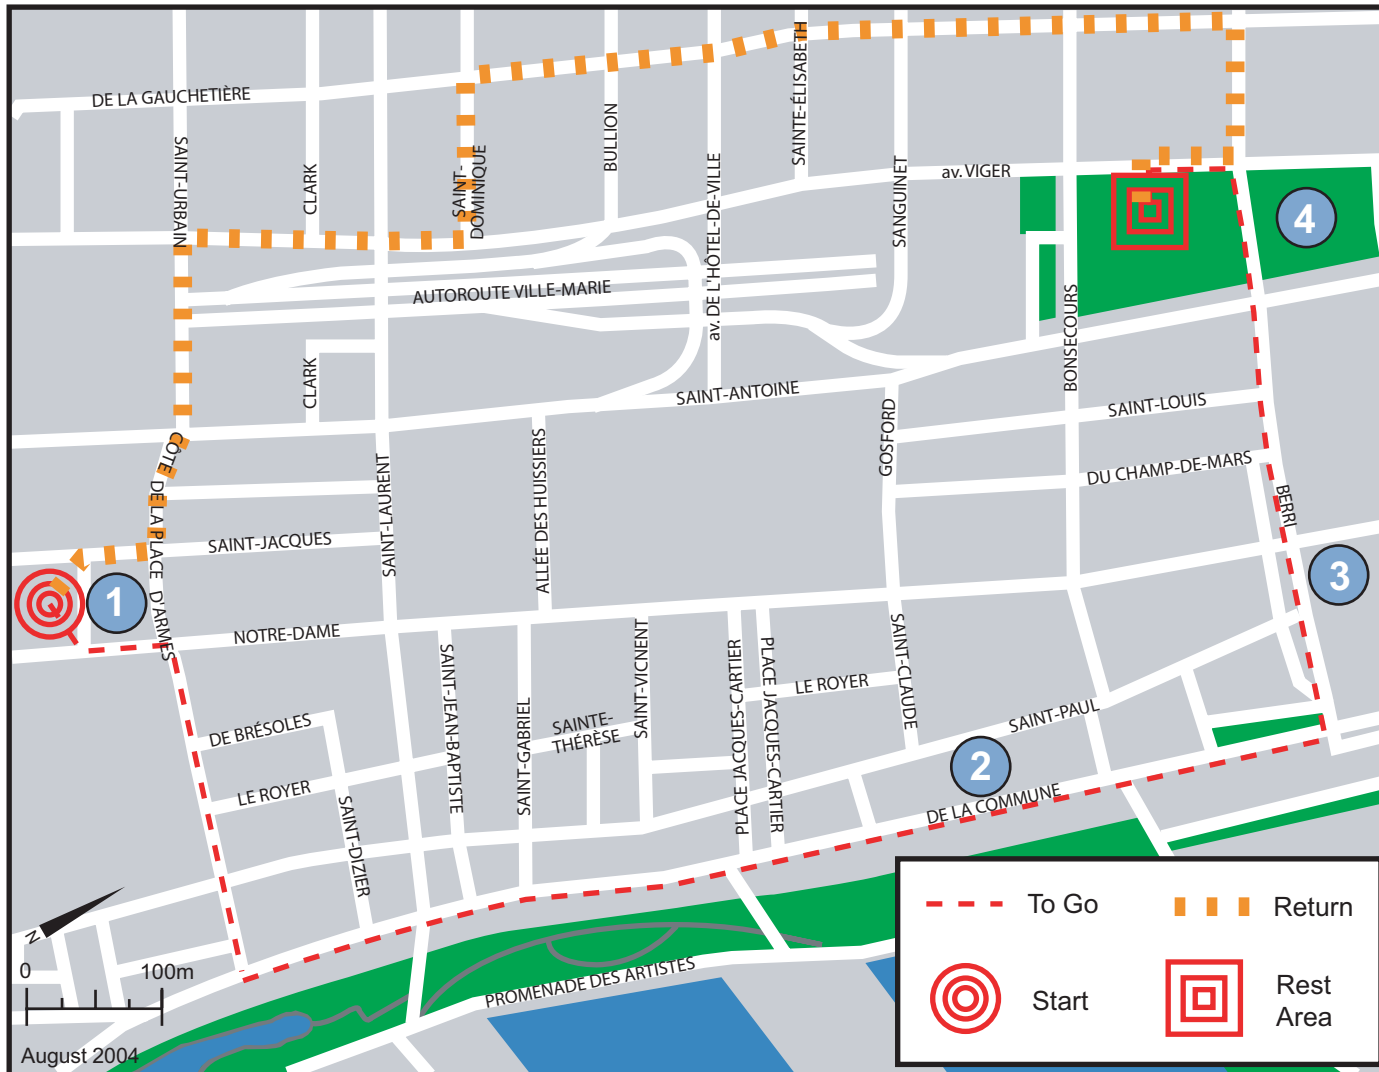 DE LA GAUCHETIÈRE
SAINT-URBAIN
CLARK
SAINT-
DOMINIQUE
BULLION
av. DE L'HÔTEL-DE-VILLE
SAINTE-ÉLISABETH
SANGUINET
av. VIGER
4
AUTOROUTE VILLE-MARIE
BONSECOURS
CLARK
SAINT-ANTOINE
SAINT-LOUIS
GOSFORD
CÔTE DE LA PLACE D'ARMES
SAINT-LAURENT
ALLÉE DES HUISSIERS
DU CHAMP-DE-MARS
BERRI
SAINT-JACQUES
1
3
NOTRE-DAME
SAINT-JEAN-BAPTISTE
SAINT-GABRIEL
SAINT-VICNENT
PLACE JACQUES-CARTIER
PLACE JACQUES-CARTIER
LE ROYER
SAINT-CLAUDE
SAINT-PAUL
DE BRÉSOLES
SAINTE-
THÉRÈSE
2
LE ROYER
SAINT-DIZIER
DE LA COMMUNE
PROMENADE DES ARTISTES
N
0 100m
August 2004
To Go
Return
Start
Rest
Area